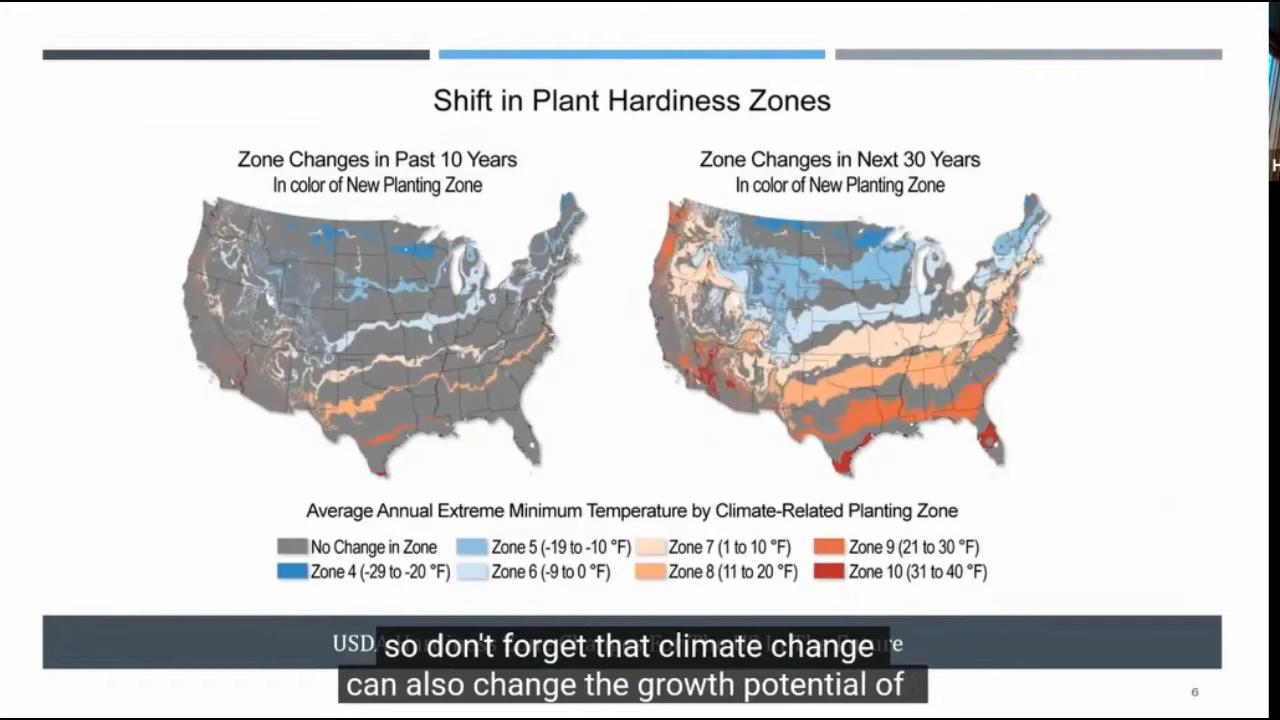 Shift in Plant Hardiness Zones
Zone Changes in Past 10 Years
In color of New Planting Zone
Zone Changes in Next 30 Years
In color of New Planting Zone
Average Annual Extreme Minimum Temperature by Climate-Related Planting Zone
No Change in Zone
Zone 5 (-19 to -10 °F)
Zone 7 (1 to 10 °F)
Zone 9 (21 to 30 °F)
Zone 4 (-29 to -20 °F)
Zone 6 (-9 to 0 °F)
Zone 8 (11 to 20 °F)
Zone 10 (31 to 40 °F)
so don't forget that climate change
can also change the growth potential of
6
H